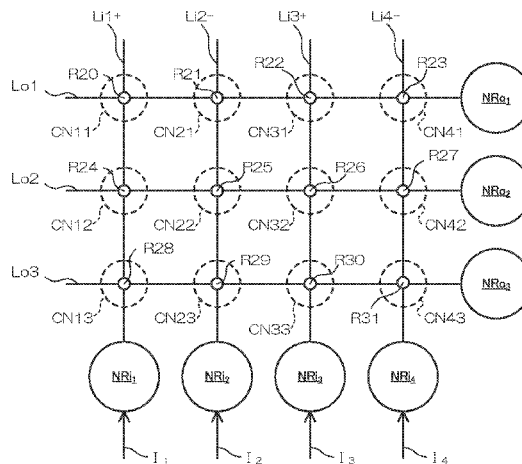 Li1+ Li2- Li3+ Li4-
R20 R21 R22 R23
Lo1
CN11 CN21 CN31 CN41 NRo1
R24 R25 R26 R27
Lo2
CN12 CN22 CN32 CN42 NRo2
R28 R29 R30
Lo3 NRo3
CN13 CN23 CN33 R31 CN43
NRi1 NRi2 NRi3 NRi4
I1 I2 I3 I4